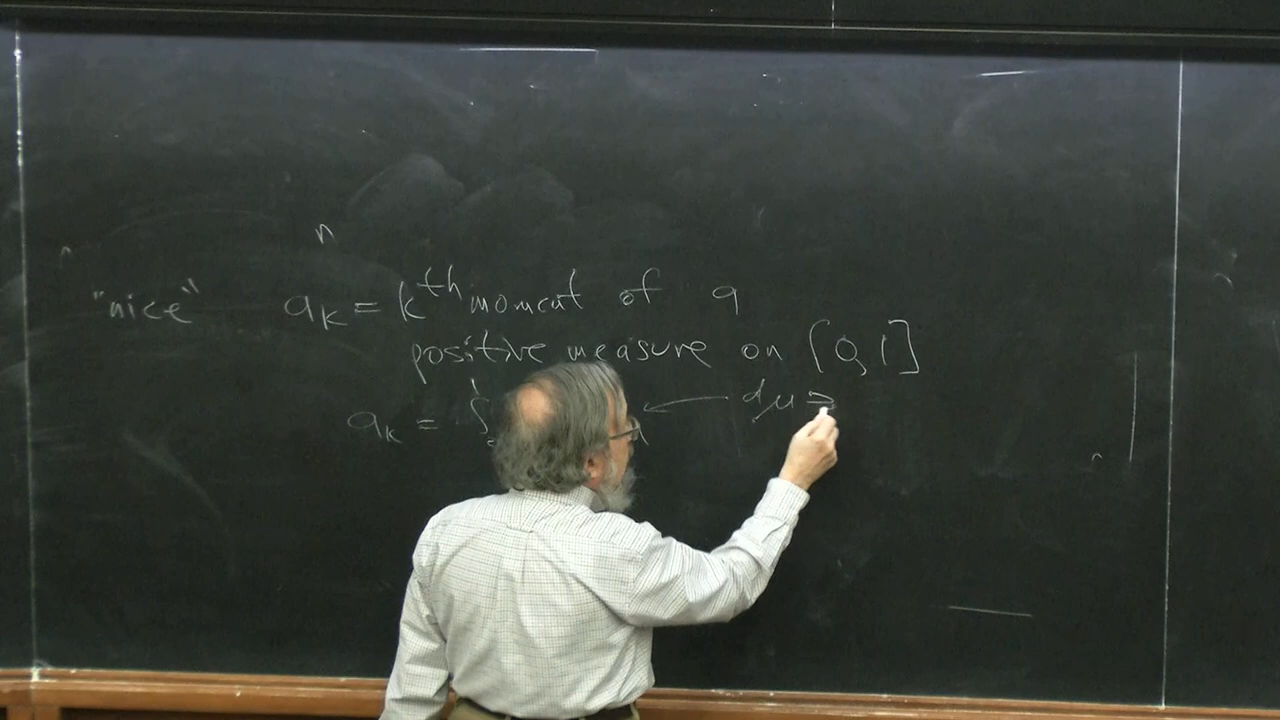 n
"nice" a_k = k^th moment of a
positive measure on [0,1]
a_k = ∫ ← dμ ≥